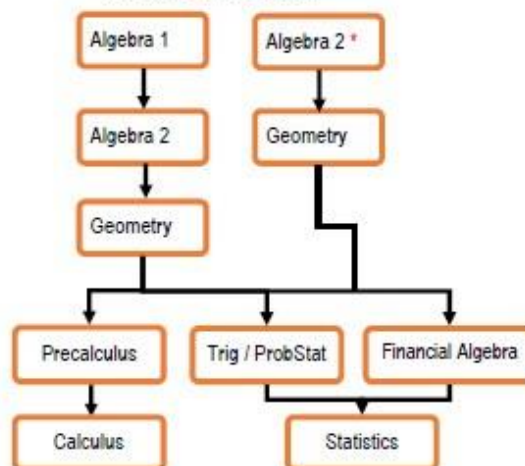 Algebra 1
Algebra 2 *
Algebra 2
Geometry
Geometry
Precalculus
Trig / ProbStat
Financial Algebra
Calculus
Statistics